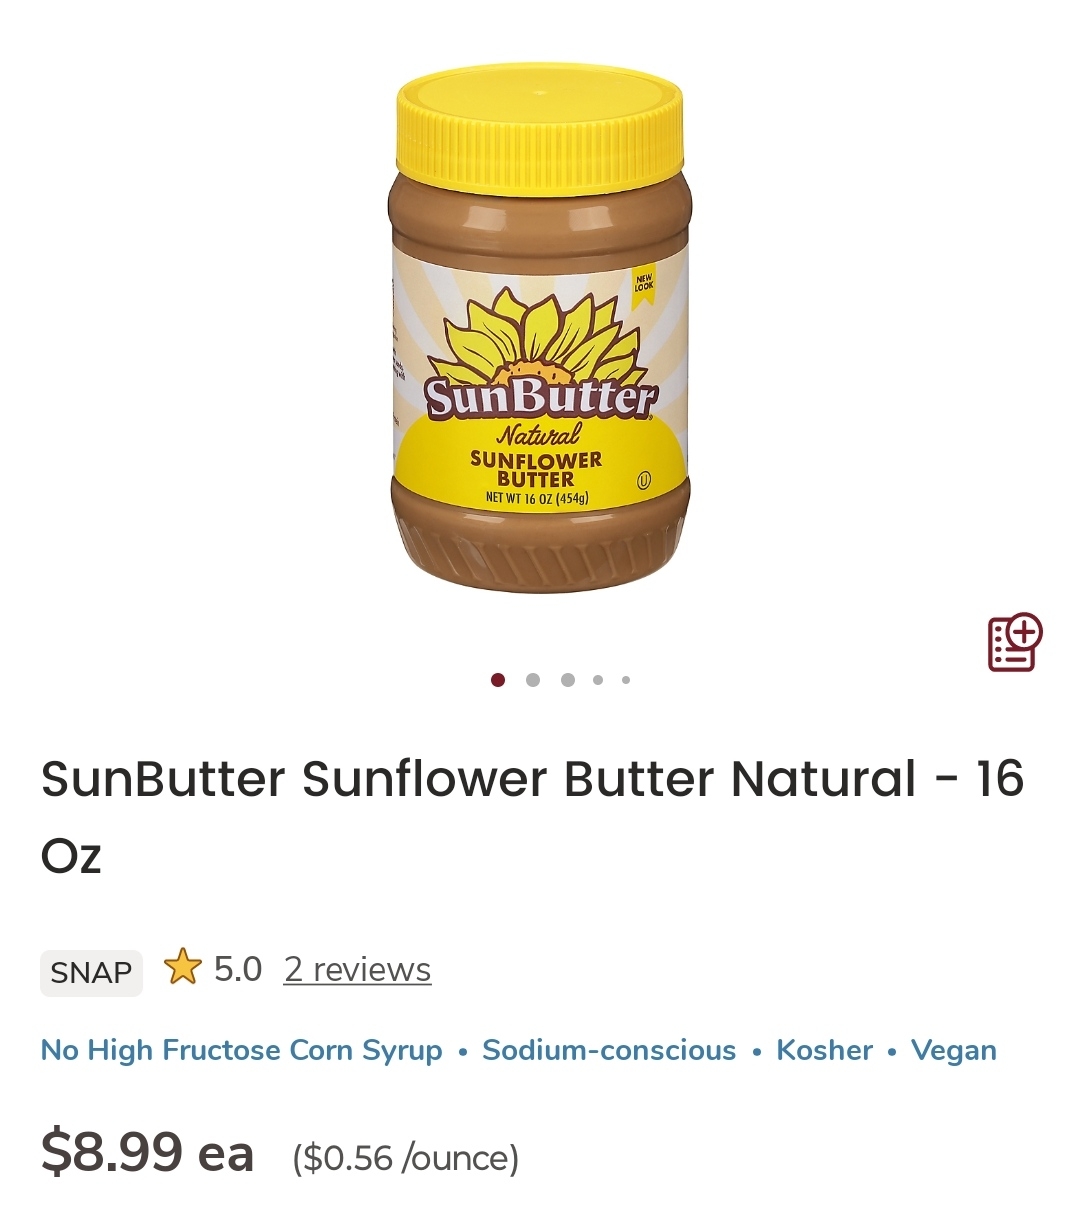 NEW
LOOK
SunButter
Natural
SUNFLOWER
BUTTER
NET WT 16 OZ (454g)
U
SunButter Sunflower Butter Natural - 16
Oz
SNAP 5.0 2 reviews
No High Fructose Corn Syrup • Sodium-conscious • Kosher • Vegan
$8.99 ea ($0.56 /ounce)